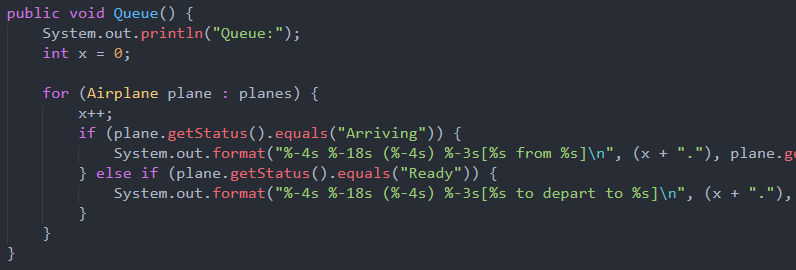 public void Queue() {
    System.out.println("Queue:");
    int x = 0;

    for (Airplane plane : planes) {
        x++;
        if (plane.getStatus().equals("Arriving")) {
            System.out.format("%-4s %-18s (%-4s) %-3s[%s from %s]\n", (x + "."), plane.ge
        } else if (plane.getStatus().equals("Ready")) {
            System.out.format("%-4s %-18s (%-4s) %-3s[%s to depart to %s]\n", (x + "."),
        }
    }
}